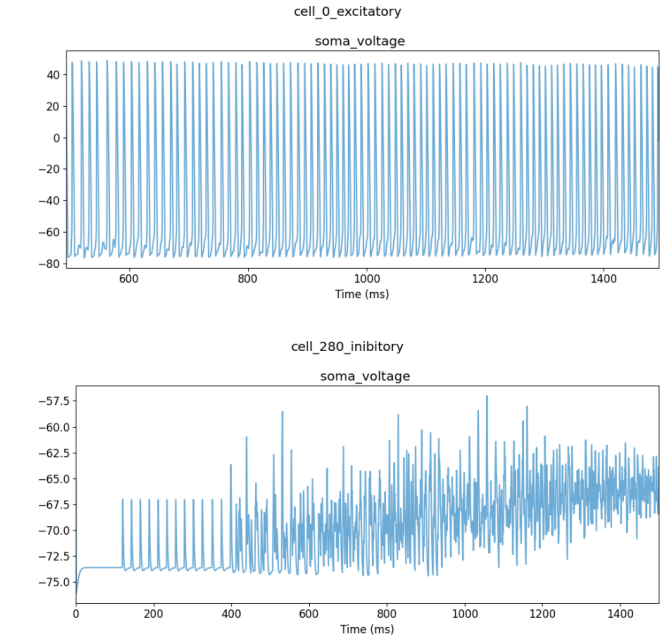 cell_0_excitatory
soma_voltage
40
20
0
−20
−40
−60
−80
600 800 1000 1200 1400
Time (ms)
cell_280_inibitory
soma_voltage
−57.5
−60.0
−62.5
−65.0
−67.5
−70.0
−72.5
−75.0
0 200 400 600 800 1000 1200 1400
Time (ms)